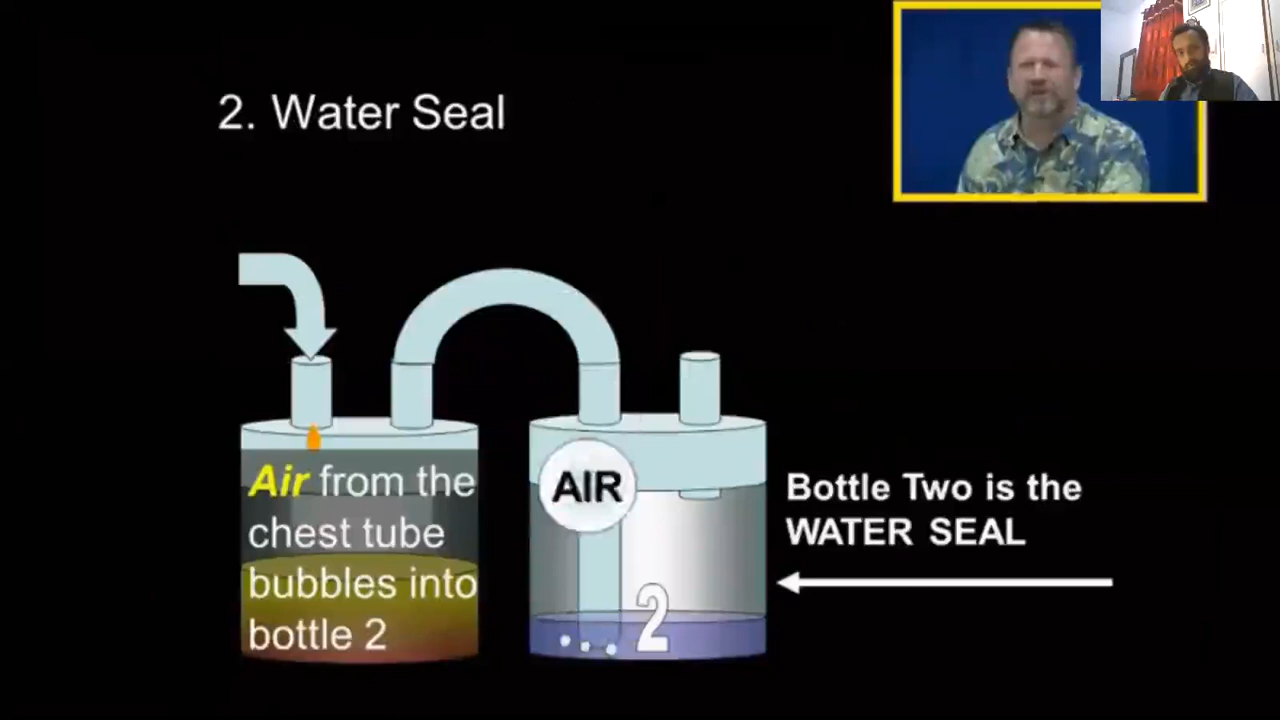 2. Water Seal
Air from the
chest tube
bubbles into
bottle 2
AIR
2
Bottle Two is the
WATER SEAL